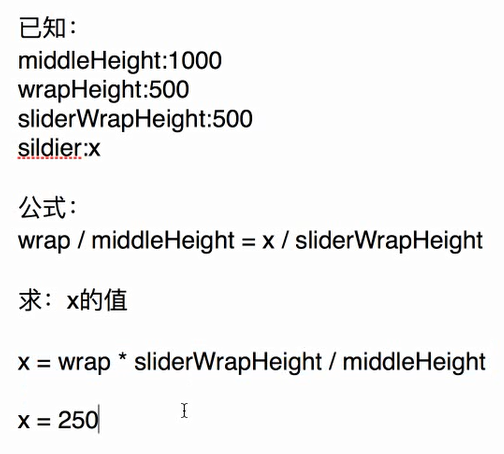 已知：
middleHeight:1000
wrapHeight:500
sliderWrapHeight:500
sildier:x
公式：
wrap / middleHeight = x / sliderWrapHeight
求：x的值
x = wrap * sliderWrapHeight / middleHeight
x = 250